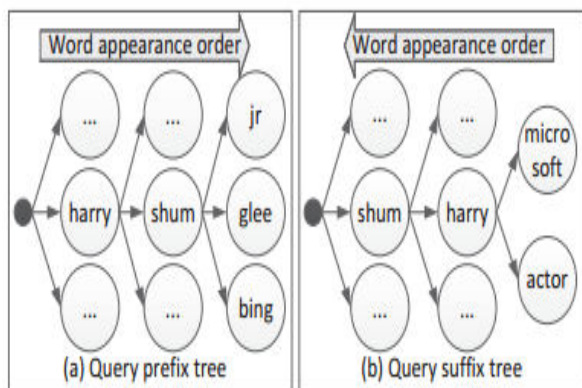 Word appearance order
... ... jr
harry shum glee
... ... bing
(a) Query prefix tree
Word appearance order
... ... micro
soft
shum harry
... ... actor
(b) Query suffix tree